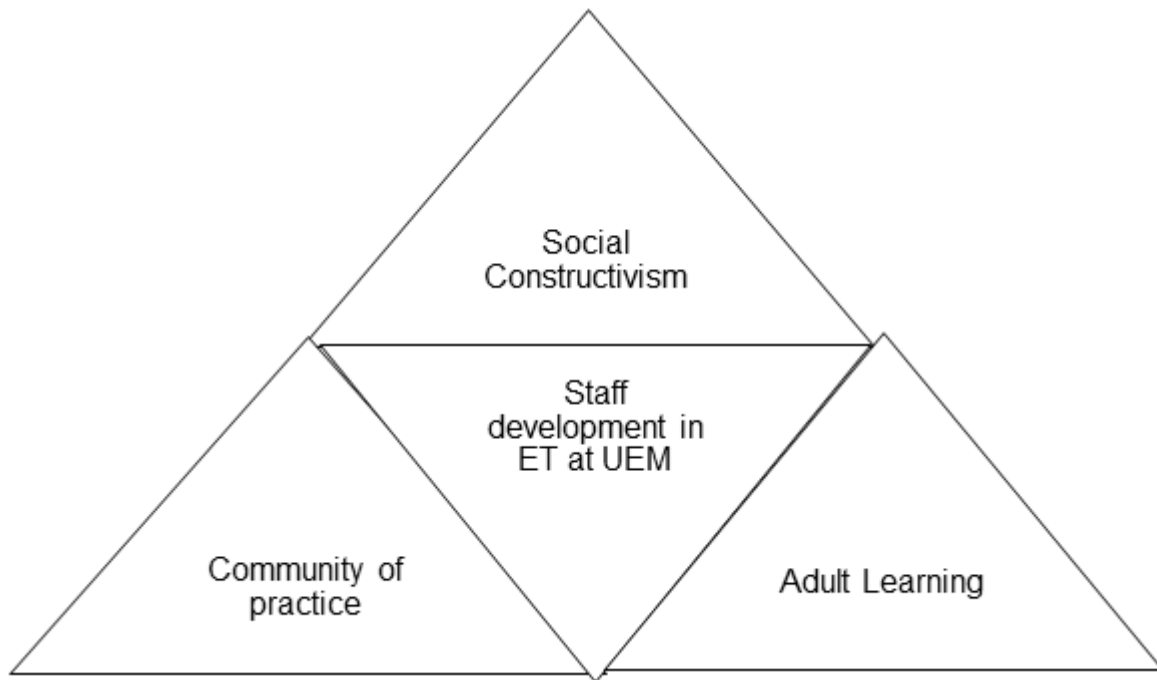 Social
Constructivism
Staff
development in
ET at UEM
Community of
practice
Adult Learning